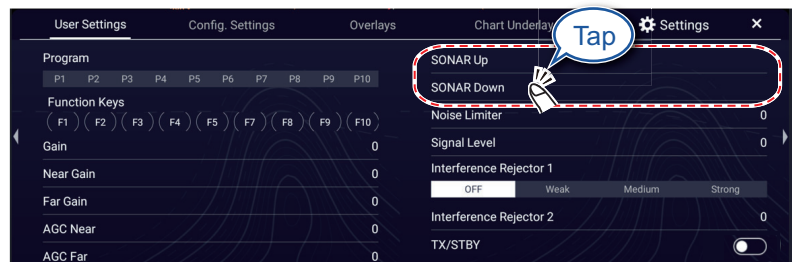 User Settings Config. Settings Overlays Chart Underlay Settings ×
Tap
Program
P1 P2 P3 P4 P5 P6 P7 P8 P9 P10
Function Keys
F1 F2 F3 F4 F5 F7 F8 F9 F10
Gain 0
Near Gain 0
Far Gain 0
AGC Near 0
AGC Far 0
SONAR Up
SONAR Down
Noise Limiter 0
Signal Level 0
Interference Rejector 1
OFF Weak Medium Strong
Interference Rejector 2 0
TX/STBY